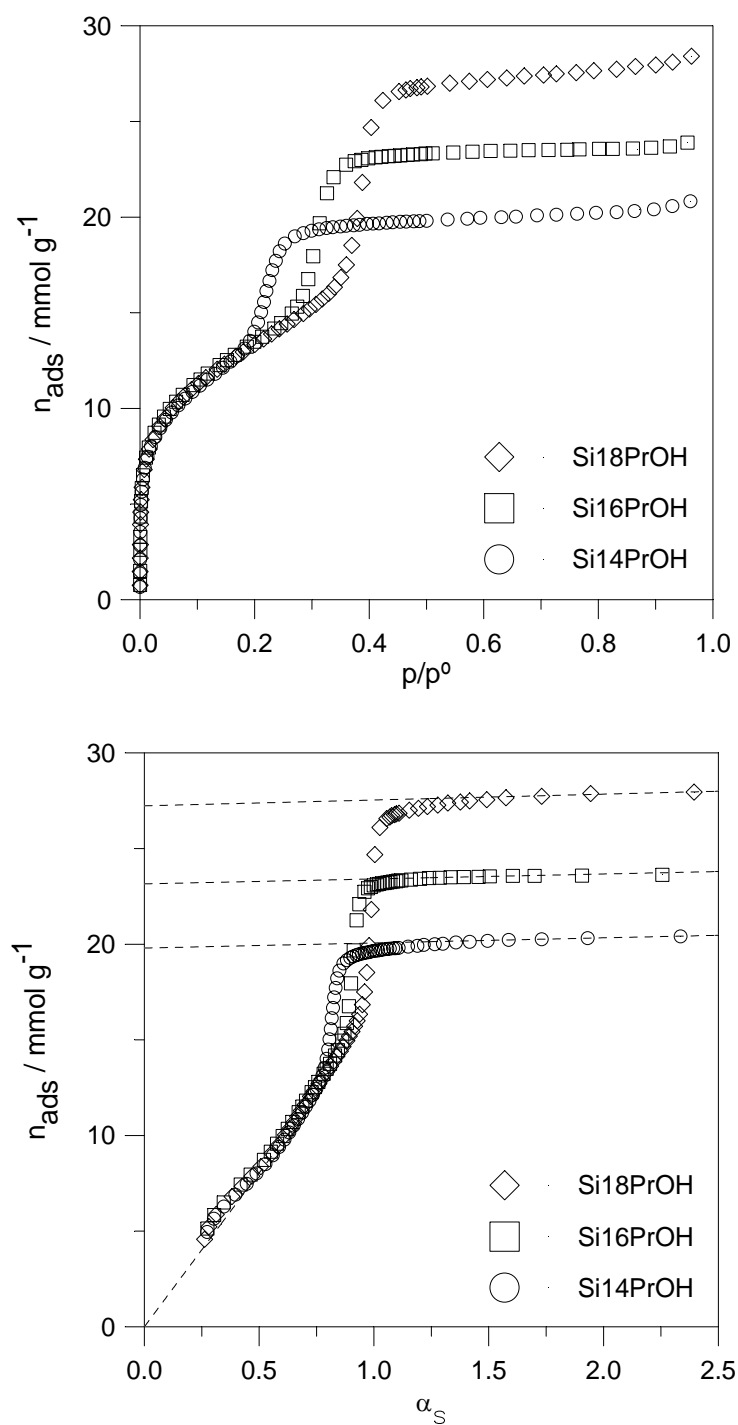 30
20
10
0
n_ads / mmol g⁻¹
Si18PrOH
Si16PrOH
Si14PrOH
0.0 0.2 0.4 0.6 0.8 1.0
p/pº
30
20
10
0
n_ads / mmol g⁻¹
Si18PrOH
Si16PrOH
Si14PrOH
0.0 0.5 1.0 1.5 2.0 2.5
α_S